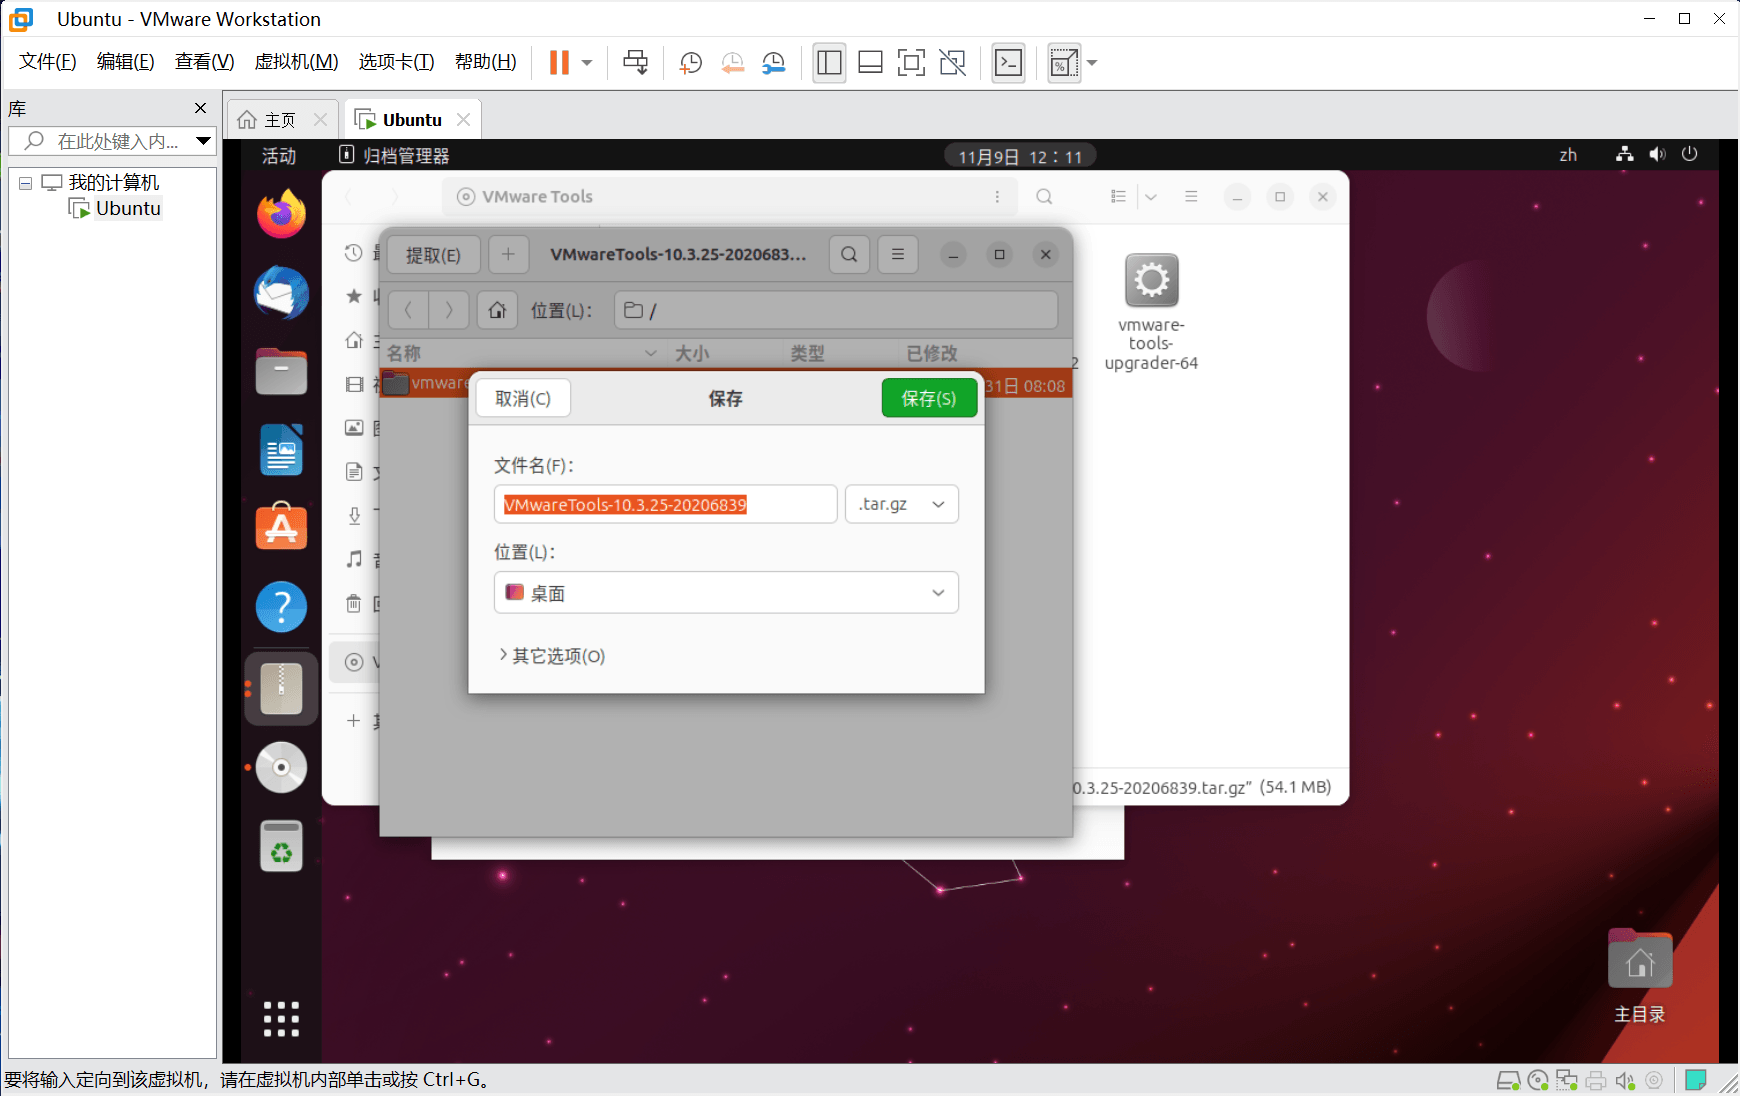 Ubuntu - VMware Workstation
文件(F) 编辑(E) 查看(V) 虚拟机(M) 选项卡(T) 帮助(H)
库
在此处键入内...
主页
Ubuntu
我的计算机
Ubuntu
活动
归档管理器
11月9日 12：11
zh
VMware Tools
提取(E)
VMwareTools-10.3.25-2020683...
位置(L)：
/
名称
大小
类型
已修改
vmware
31日 08:08
vmware-
tools-
upgrader-64
2
取消(C)
保存
保存(S)
文件名(F)：
VMwareTools-10.3.25-20206839
.tar.gz
位置(L)：
桌面
其它选项(O)
0.3.25-20206839.tar.gz” (54.1 MB)
主目录
要将输入定向到该虚拟机，请在虚拟机内部单击或按 Ctrl+G。